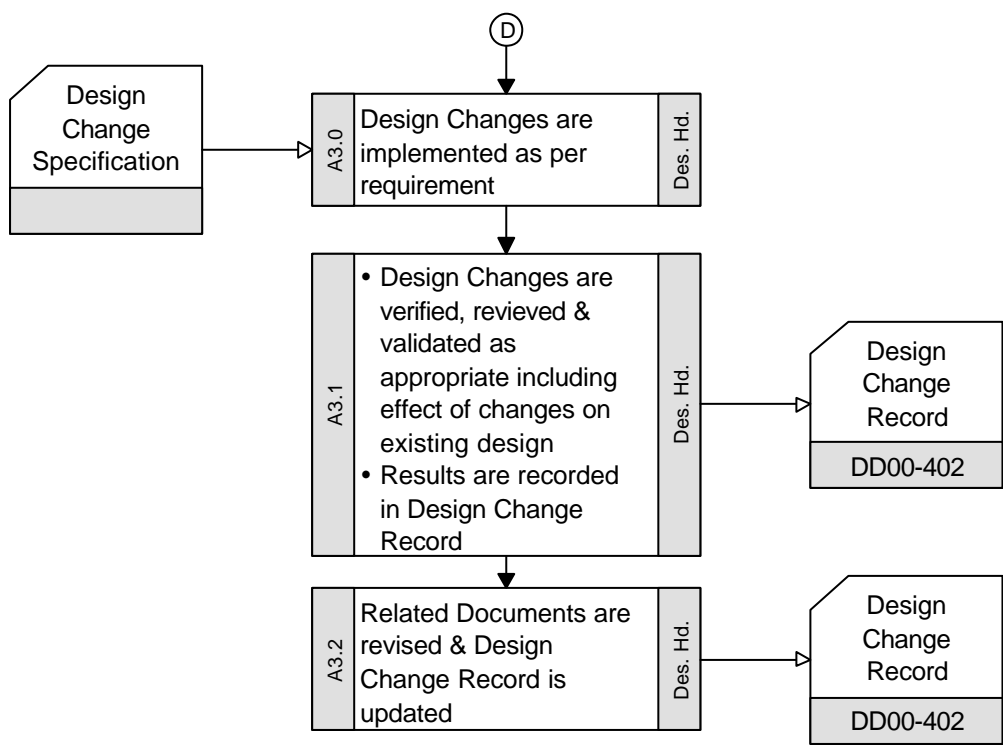 D
Design
Change
Specification
A3.0
Design Changes are
implemented as per
requirement
Des. Hd.
A3.1
• Design Changes are
verified, revieved &
validated as
appropriate including
effect of changes on
existing design
• Results are recorded
in Design Change
Record
Des. Hd.
Design
Change
Record
DD00-402
A3.2
Related Documents are
revised & Design
Change Record is
updated
Des. Hd.
Design
Change
Record
DD00-402